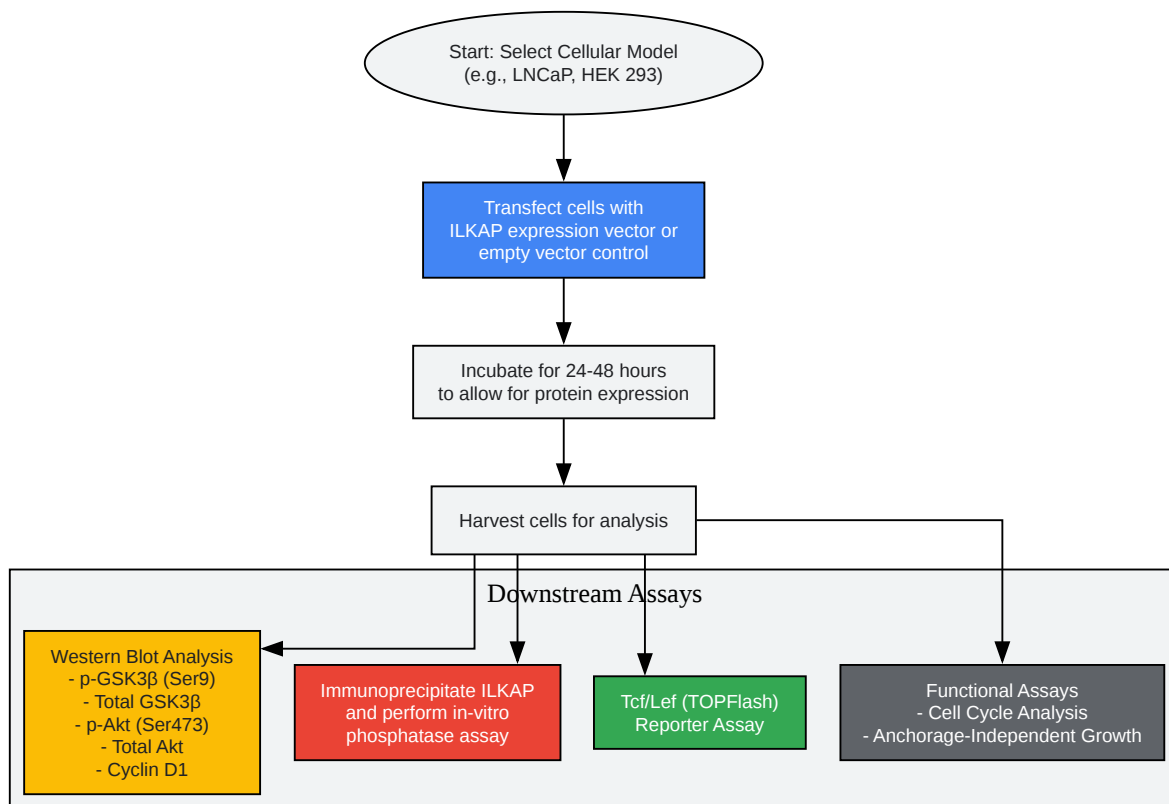 Start: Select Cellular Model
(e.g., LNCaP, HEK 293)
Transfect cells with
ILKAP expression vector or
empty vector control
Incubate for 24-48 hours
to allow for protein expression
Harvest cells for analysis
Downstream Assays
Western Blot Analysis
- p-GSK3β (Ser9)
- Total GSK3β
- p-Akt (Ser473)
- Total Akt
- Cyclin D1
Immunoprecipitate ILKAP
and perform in-vitro
phosphatase assay
Tcf/Lef (TOPFlash)
Reporter Assay
Functional Assays
- Cell Cycle Analysis
- Anchorage-Independent Growth